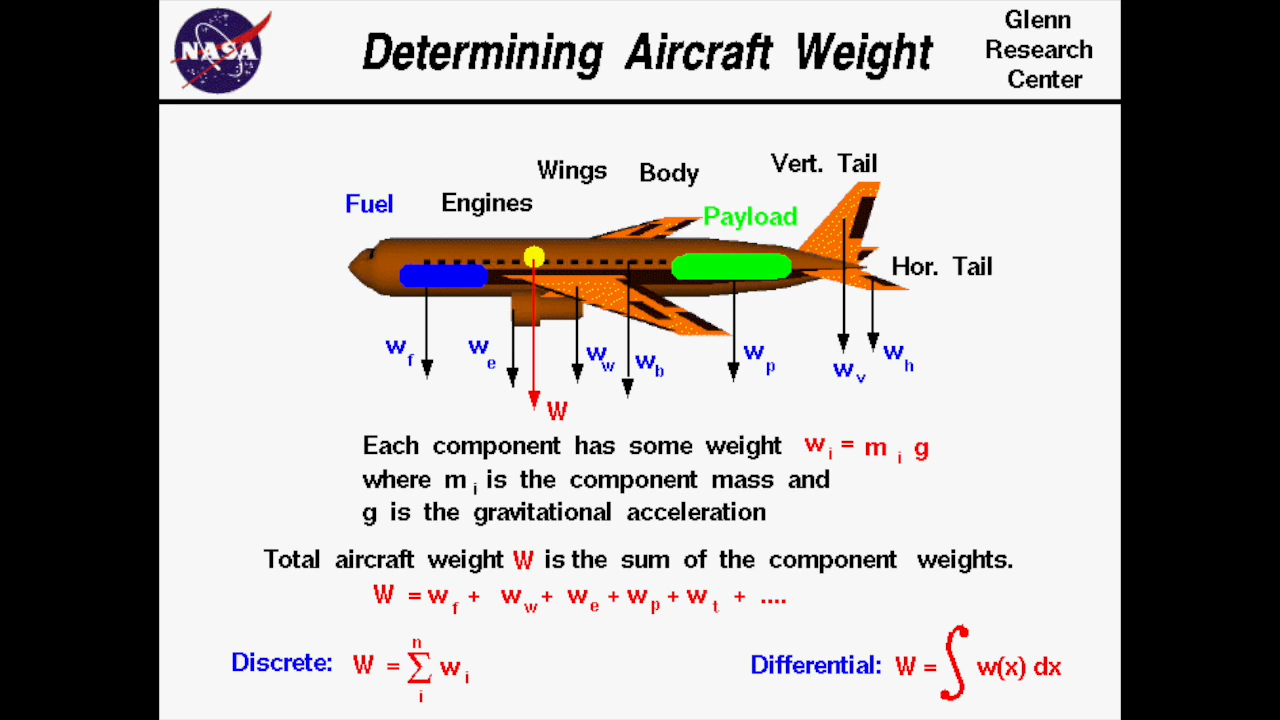 NASA
Determining Aircraft Weight
Glenn
Research
Center
Wings Body Vert. Tail
Fuel Engines Payload
Hor. Tail
w f w e w w w b w p w v w h
W
Each component has some weight w i = m i g
where m i is the component mass and
g is the gravitational acceleration
Total aircraft weight W is the sum of the component weights.
W = w f + w w + w e + w p + w t + ....
Discrete: W = n ∑ i w i Differential: W = ∫ w(x) dx